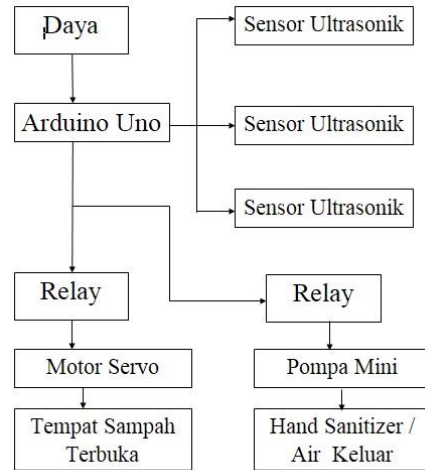 Daya
Sensor Ultrasonik
Arduino Uno
Sensor Ultrasonik
Sensor Ultrasonik
Relay
Relay
Motor Servo
Pompa Mini
Tempat Sampah
Terbuka
Hand Sanitizer /
Air Keluar